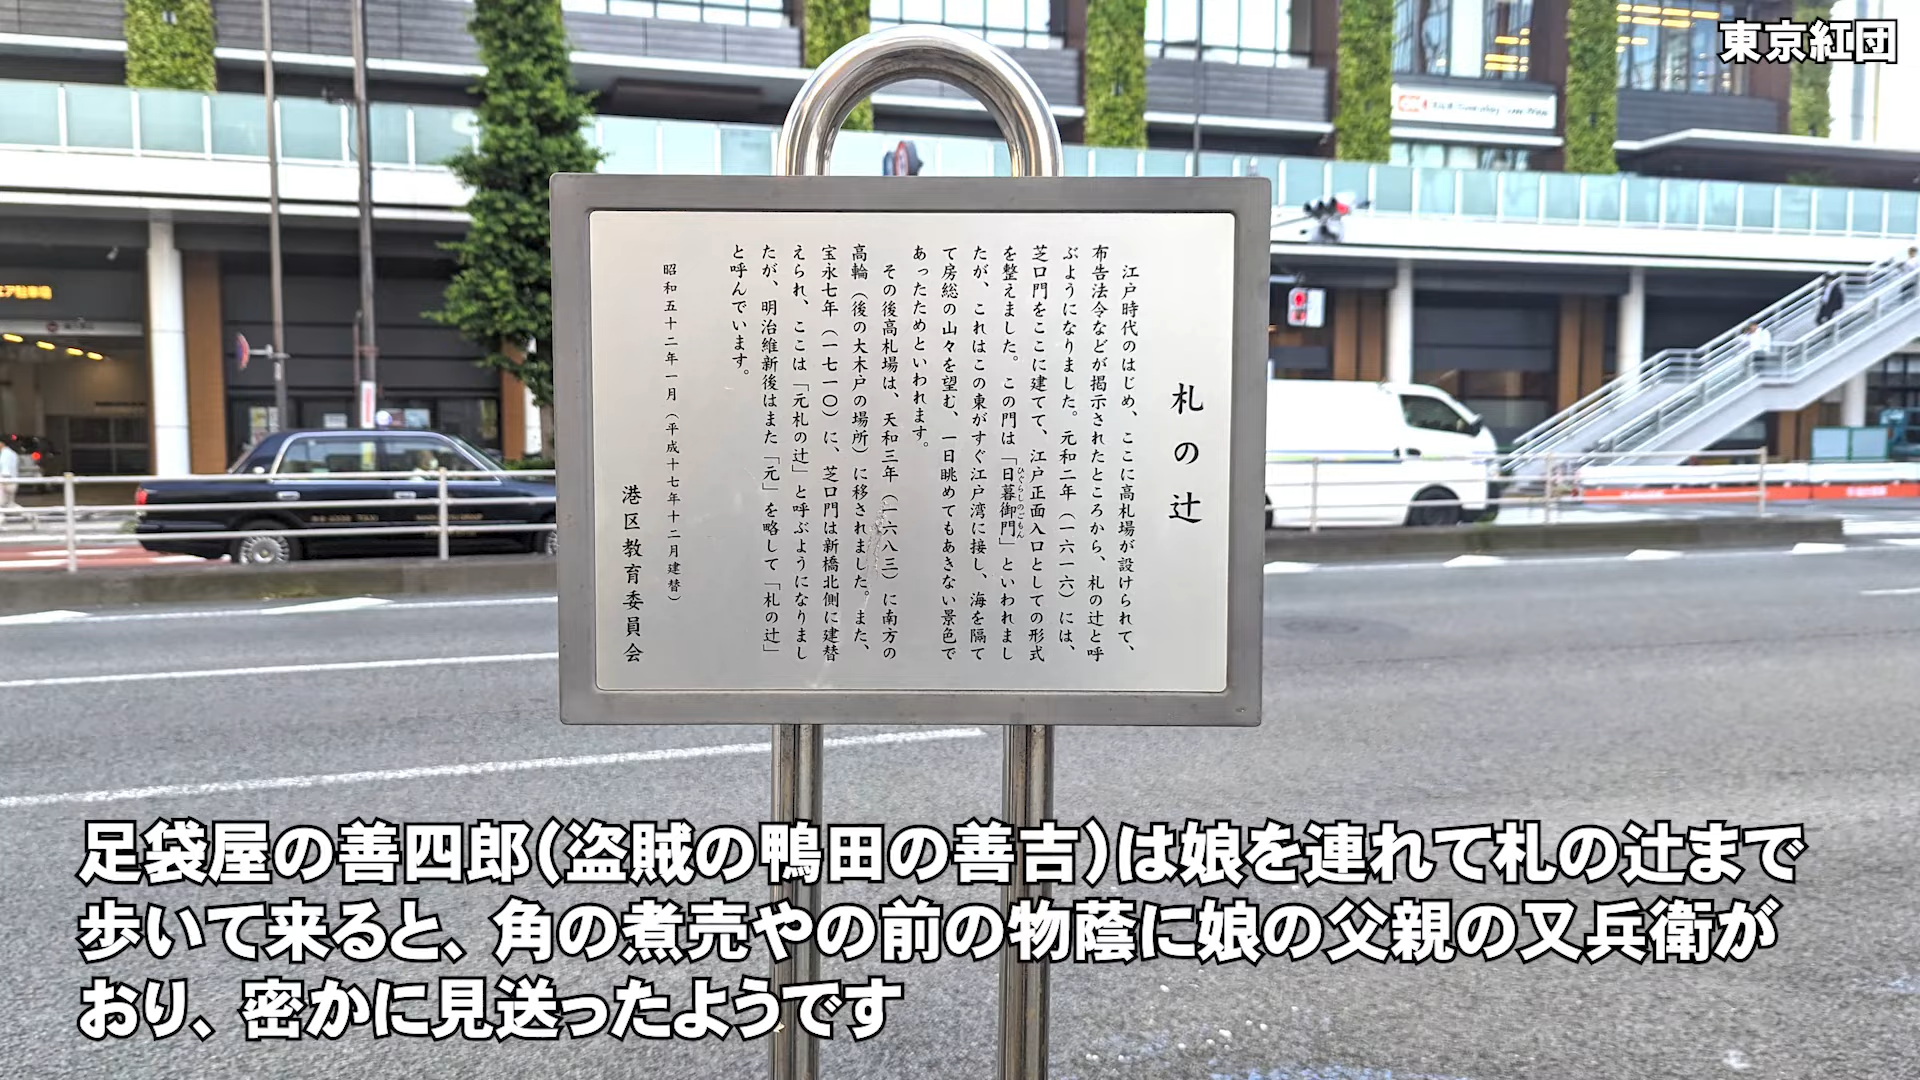 東京紅団
札の辻
江戸時代のはじめ、ここに高札場が設けられて、
布告法令などが掲示されたところから、札の辻と呼
ぶようになりました。元和二年(一六一六)には、
芝口門をここに建てて、江戸正面入口としての形式
を整えました。この門は「日暮御門」といわれまし
ひぐらしのごもん
たが、これはこの東がすぐ江戸湾に接し、海を隔て
て房総の山々を望む、一日眺めてもあきない景色で
あったためといわれます。
その後高札場は、天和三年(一六八三)に南方の
高輪(後の大木戸の場所)に移されました。また、
宝永七年(一七一〇)に、芝口門は新橋北側に建替
えられ、ここは「元札の辻」と呼ぶようになりまし
たが、明治維新後はまた「元」を略して「札の辻」
と呼んでいます。
昭和五十二年一月(平成十七年十二月建替)
港区教育委員会
足袋屋の善四郎(盗賊の鴨田の善吉)は娘を連れて札の辻まで
歩いて来ると、角の煮売やの前の物蔭に娘の父親の又兵衛が
おり、密かに見送ったようです